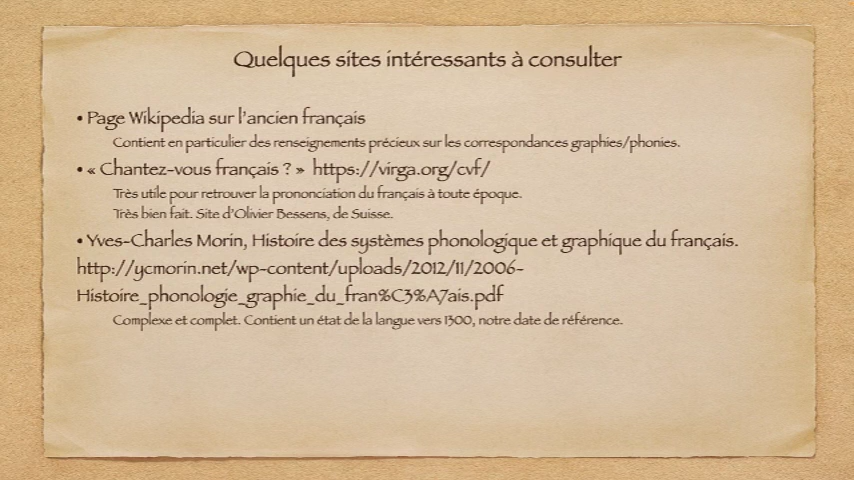 Quelques sites intéressants à consulter
• Page Wikipedia sur l'ancien français
Contient en particulier des renseignements précieux sur les correspondances graphies/phonies.
• « Chantez-vous français ? » https://virga.org/cvf/
Très utile pour retrouver la prononciation du français à toute époque.
Très bien fait. Site d'Olivier Bessens, de Suisse.
• Yves-Charles Morin, Histoire des systèmes phonologique et graphique du français.
http://ycmorin.net/wp-content/uploads/2012/11/2006-
Histoire_phonologie_graphie_du_fran%C3%A7ais.pdf
Complexe et complet. Contient un état de la langue vers 1300, notre date de référence.